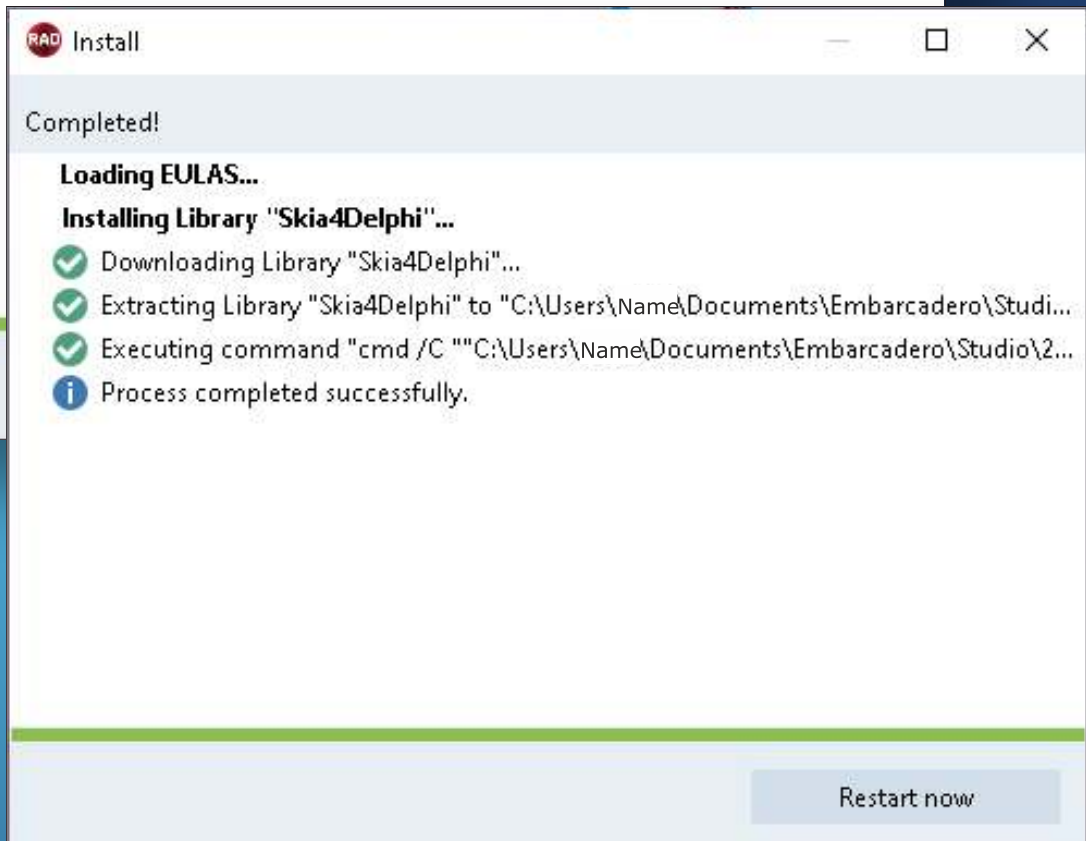 RAD Install
Completed!
Loading EULAS...
Installing Library "Skia4Delphi"...
Downloading Library "Skia4Delphi"...
Extracting Library "Skia4Delphi" to "C:\Users\Name\Documents\Embarcadero\Studi...
Executing command "cmd /C ""C:\Users\Name\Documents\Embarcadero\Studio\2...
Process completed successfully.
Restart now